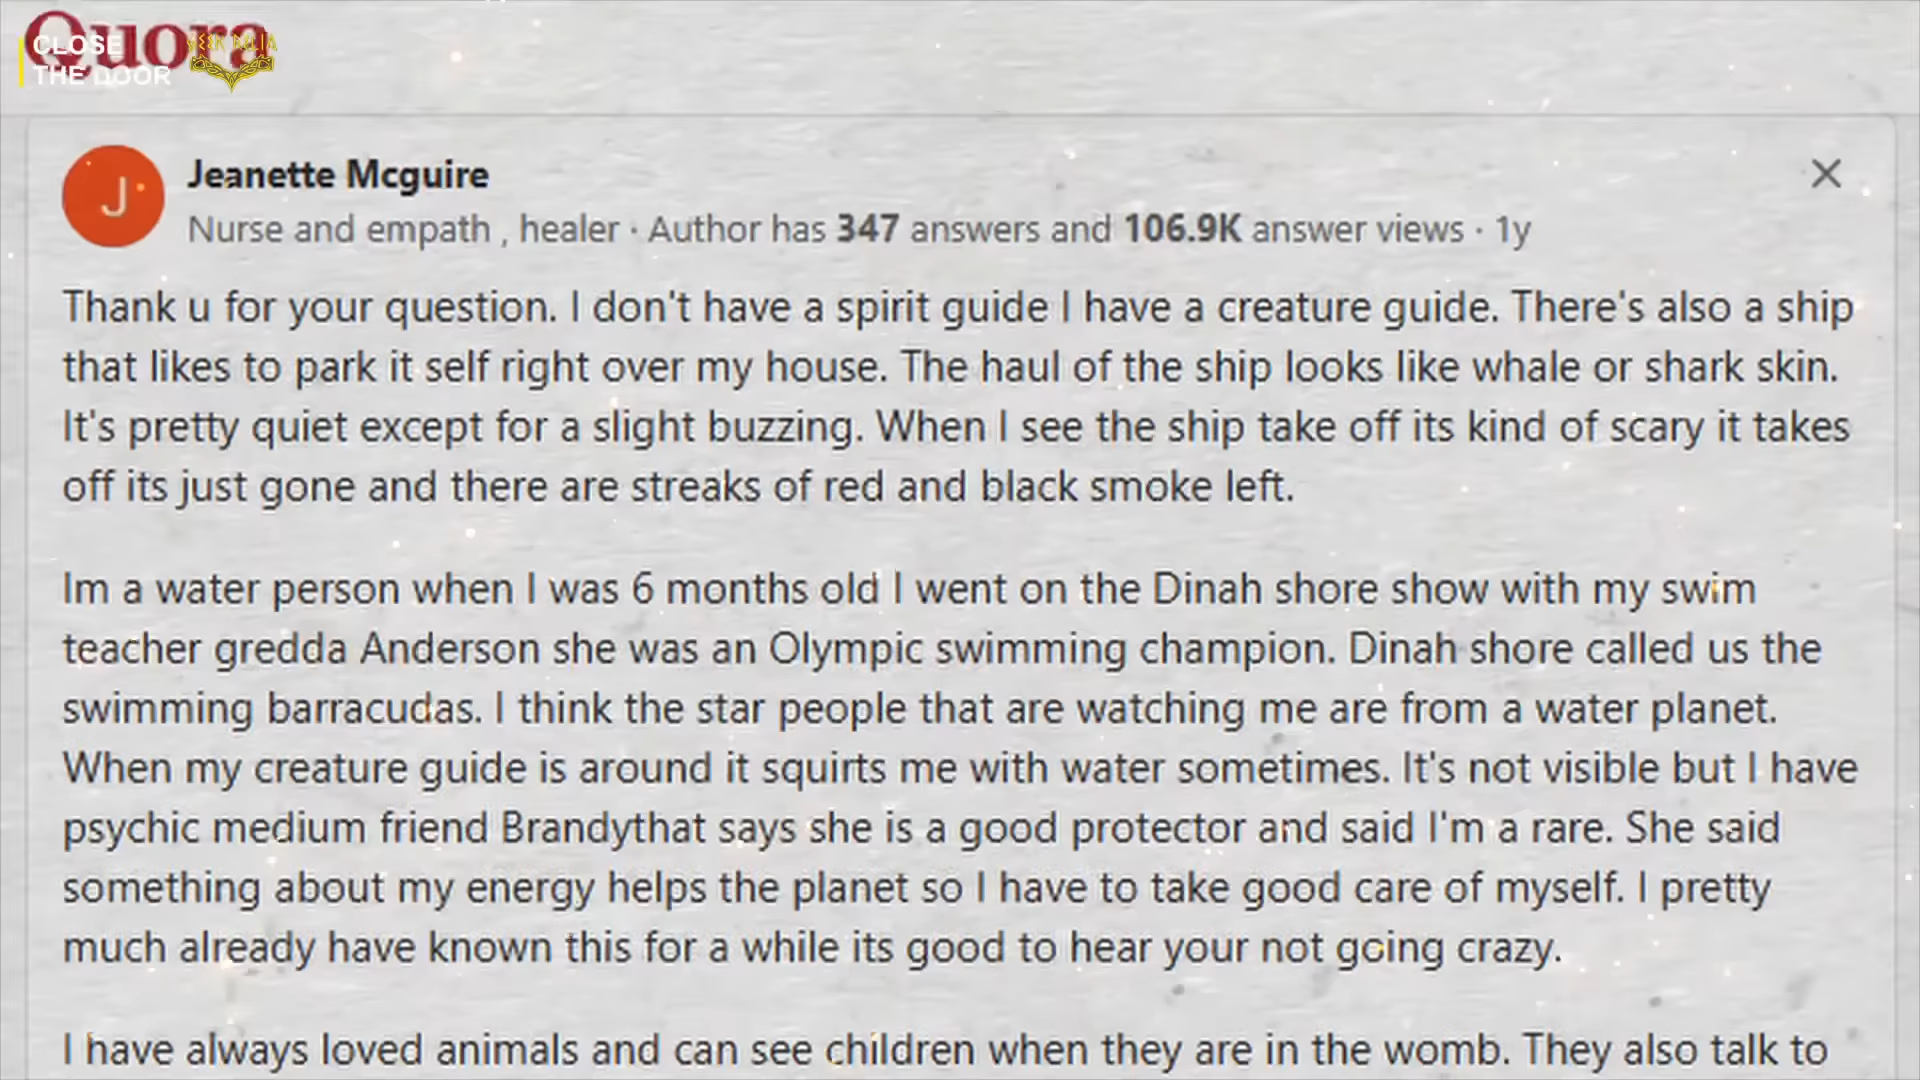 Quora
CLOSE
THE DOOR
Jeanette Mcguire
Nurse and empath , healer · Author has 347 answers and 106.9K answer views · 1y
Thank u for your question. I don't have a spirit guide I have a creature guide. There's also a ship
that likes to park it self right over my house. The haul of the ship looks like whale or shark skin.
It's pretty quiet except for a slight buzzing. When I see the ship take off its kind of scary it takes
off its just gone and there are streaks of red and black smoke left.
Im a water person when I was 6 months old I went on the Dinah shore show with my swim
teacher gredda Anderson she was an Olympic swimming champion. Dinah shore called us the
swimming barracudas. I think the star people that are watching me are from a water planet.
When my creature guide is around it squirts me with water sometimes. It's not visible but I have
psychic medium friend Brandythat says she is a good protector and said I'm a rare. She said
something about my energy helps the planet so I have to take good care of myself. I pretty
much already have known this for a while its good to hear your not going crazy.
I have always loved animals and can see children when they are in the womb. They also talk to